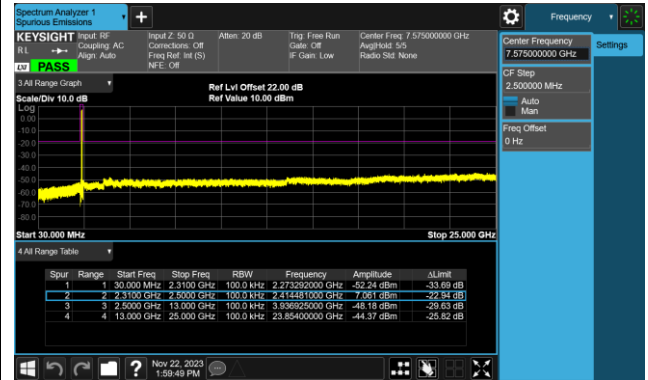 Spectrum Analyzer 1
Spurious Emissions
Frequency
KEYSIGHT Input: RF Input Z: 50 Ω Atten: 20 dB Trig: Free Run Center Freq: 7.575000000 GHz
RL Coupling: AC Corrections: Off Gate: Off Avg|Hold: 5/5
Align: Auto Freq Ref: Int (S) IF Gain: Low Radio Std: None
NFE: Off
LXI PASS
Center Frequency
7.575000000 GHz
Settings
CF Step
2.500000 MHz
Auto
Man
Freq Offset
0 Hz
3 All Range Graph
Ref Lvl Offset 22.00 dB
Scale/Div 10.0 dB Ref Value 10.00 dBm
Log
0.00
-10.0
-20.0
-30.0
-40.0
-50.0
-60.0
-70.0
-80.0
Start 30.000 MHz Stop 25.000 GHz
4 All Range Table
Spur Range Start Freq Stop Freq RBW Frequency Amplitude ΔLimit
1 1 30.000 MHz 2.3100 GHz 100.0 kHz 2.273292000 GHz -52.24 dBm -33.69 dB
2 2 2.3100 GHz 2.5000 GHz 100.0 kHz 2.414481000 GHz 7.061 dBm -22.94 dB
3 3 2.5000 GHz 13.000 GHz 100.0 kHz 3.936925000 GHz -48.18 dBm -29.63 dB
4 4 13.000 GHz 25.000 GHz 100.0 kHz 23.85400000 GHz -44.37 dBm -25.82 dB
Nov 22, 2023
1:59:49 PM